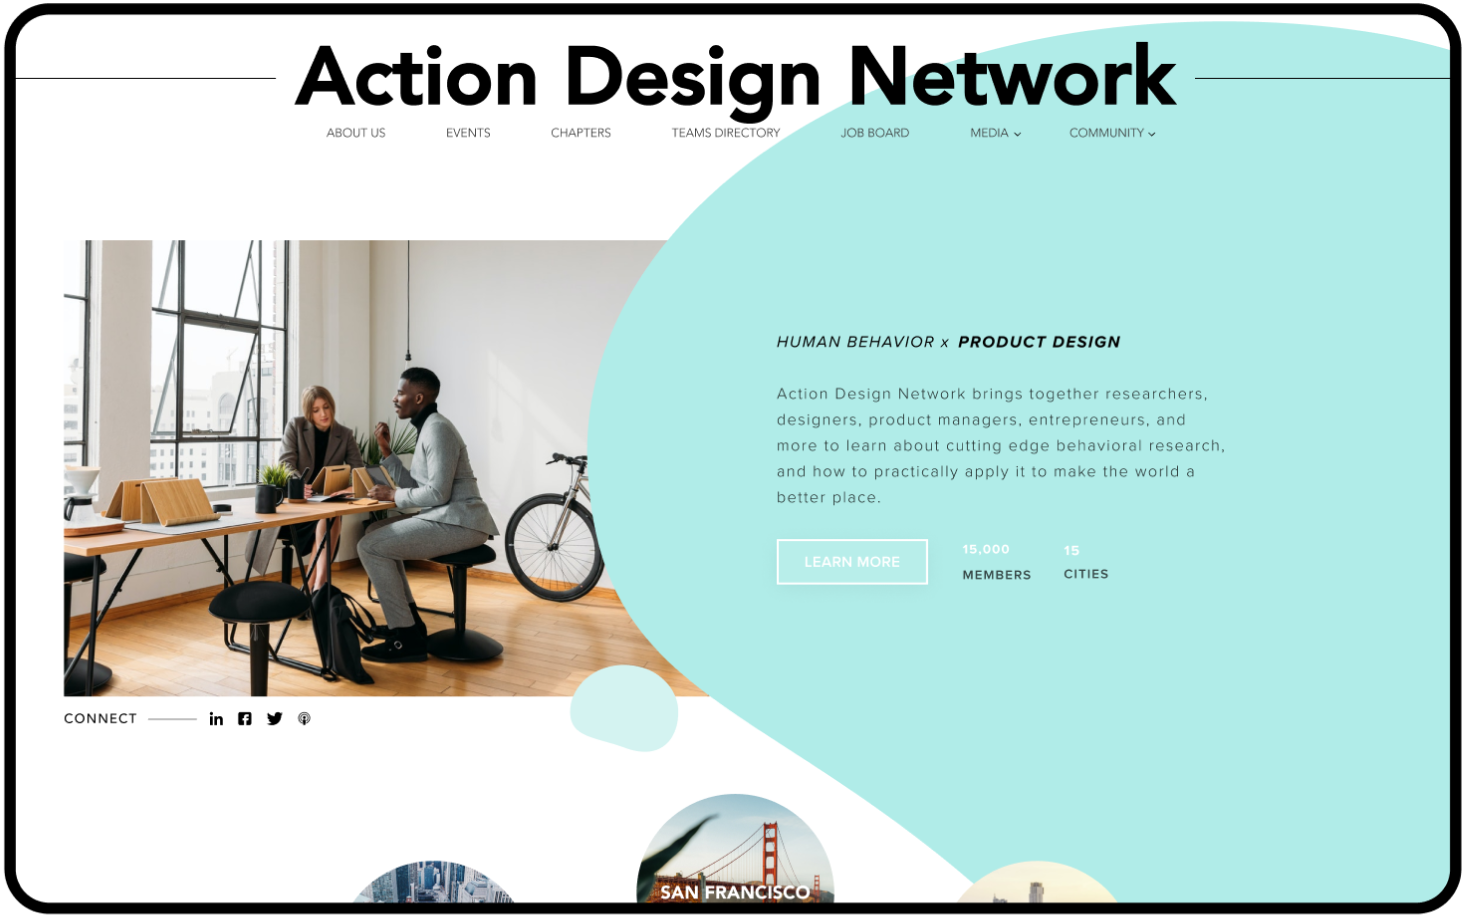 Action Design Network
ABOUT US EVENTS CHAPTERS TEAMS DIRECTORY JOB BOARD MEDIA COMMUNITY
HUMAN BEHAVIOR x PRODUCT DESIGN
Action Design Network brings together researchers,
designers, product managers, entrepreneurs, and
more to learn about cutting edge behavioral research,
and how to practically apply it to make the world a
better place.
LEARN MORE
15,000
MEMBERS
15
CITIES
CONNECT
SAN FRANCISCO